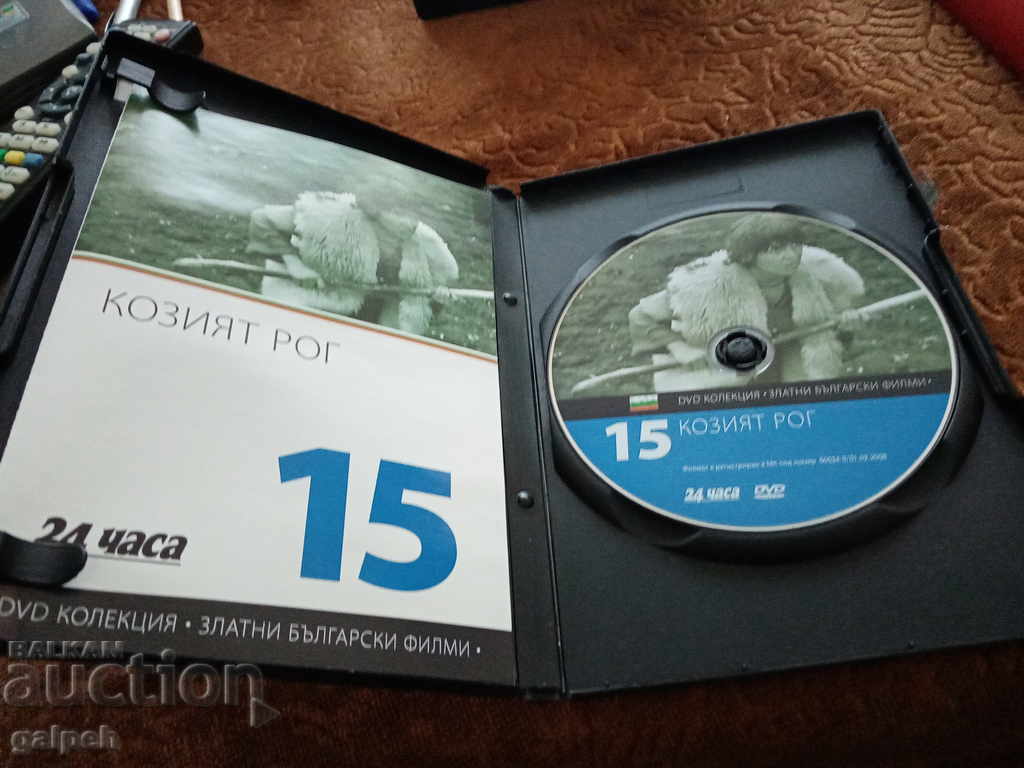 КОЗИЯТ РОГ
15
24 часа
DVD КОЛЕКЦИЯ • ЗЛАТНИ БЪЛГАРСКИ ФИЛМИ •
DVD КОЛЕКЦИЯ • ЗЛАТНИ БЪЛГАРСКИ ФИЛМИ •
15 КОЗИЯТ РОГ
24 часа DVD
BALKAN
auction
galpeh